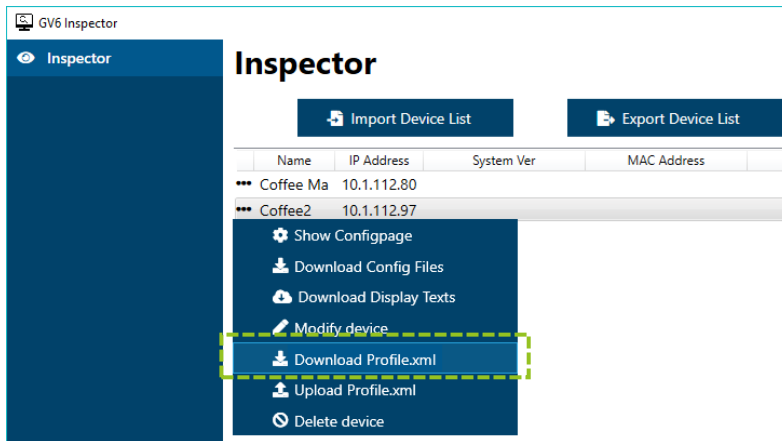 GV6 Inspector
Inspector
Inspector
Import Device List Export Device List
Name IP Address System Ver MAC Address
••• Coffee Ma 10.1.112.80
••• Coffee2 10.1.112.97
Show Configpage
Download Config Files
Download Display Texts
Modify device
Download Profile.xml
Upload Profile.xml
Delete device